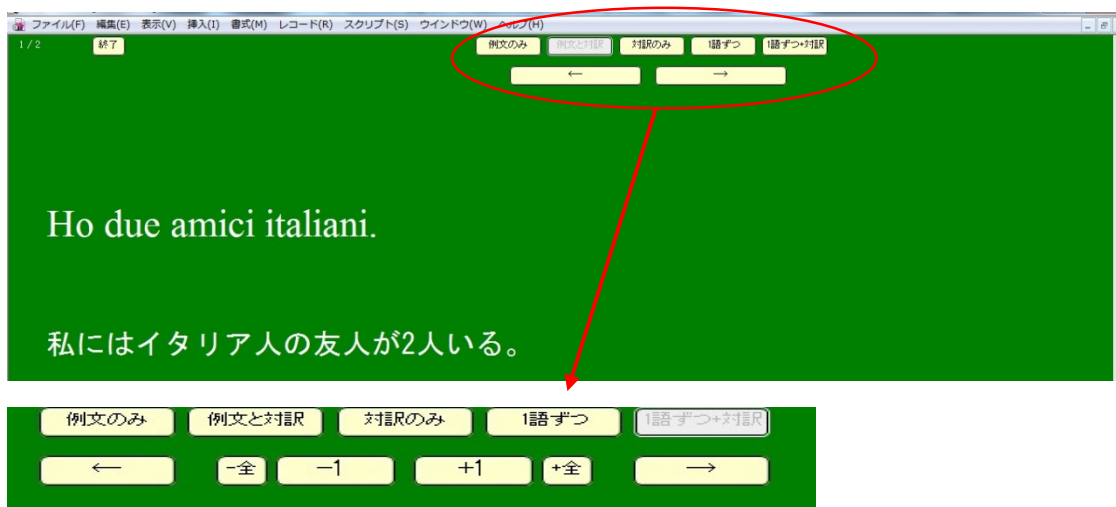 ファイル(F) 編集(E) 表示(V) 挿入(I) 書式(M) レコード(R) スクリプト(S) ウインドウ(W) ヘルプ(H)
1/2 終了 例文のみ 例文と対訳 対訳のみ 1語ずつ 1語ずつ+対訳
← →
Ho due amici italiani.
私にはイタリア人の友人が2人いる。
例文のみ 例文と対訳 対訳のみ 1語ずつ 1語ずつ+対訳
← -全 −1 +1 +全 →